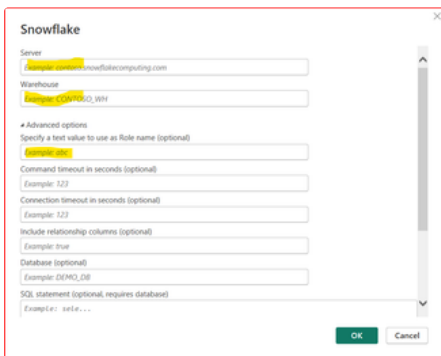 Snowflake
Server
Example: contoso.snowflakecomputing.com
Warehouse
Example: CONTOSO_WH
Advanced options
Specify a text value to use as Role name (optional)
Example: abc
Command timeout in seconds (optional)
Example: 123
Connection timeout in seconds (optional)
Example: 123
Include relationship columns (optional)
Example: true
Database (optional)
Example: DEMO_DB
SQL statement (optional, requires database)
Example: sele...
OK Cancel